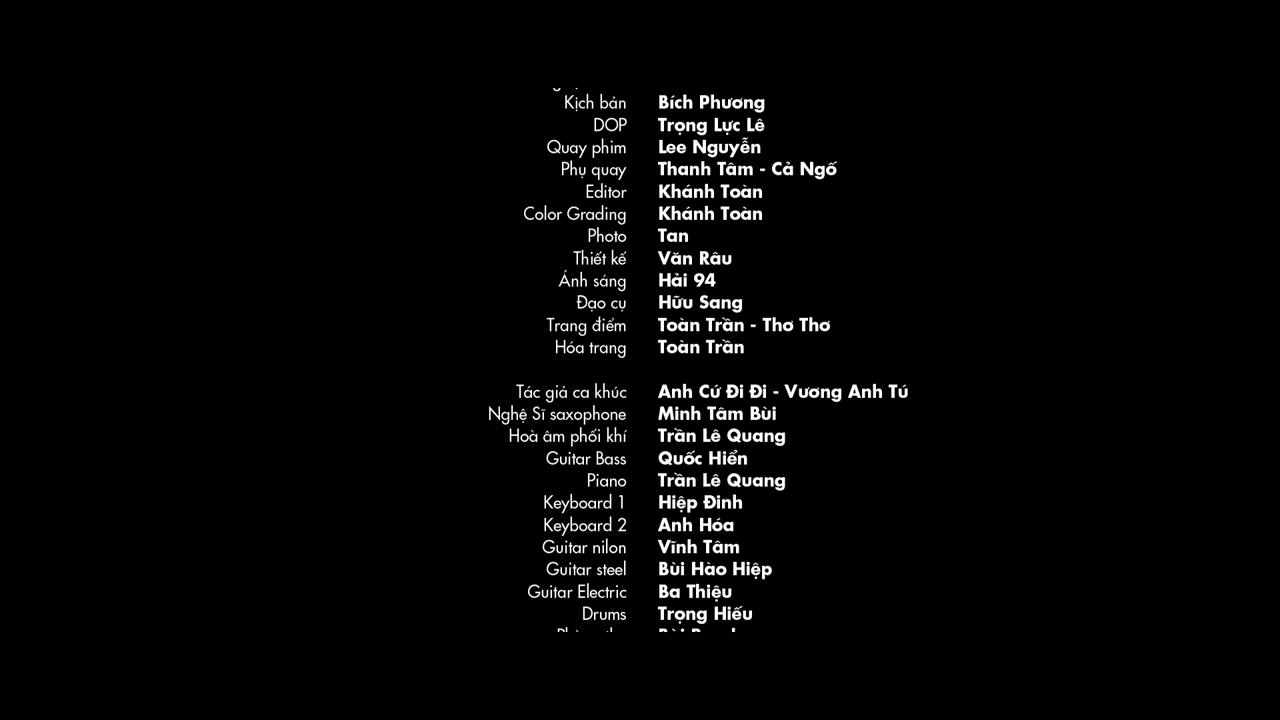 Kịch bản Bích Phương
DOP Trọng Lực Lê
Quay phim Lee Nguyễn
Phụ quay Thanh Tâm - Cả Ngố
Editor Khánh Toàn
Color Grading Khánh Toàn
Photo Tan
Thiết kế Văn Râu
Ánh sáng Hải 94
Đạo cụ Hữu Sang
Trang điểm Toàn Trần - Thơ Thơ
Hóa trang Toàn Trần
Tác giả ca khúc Anh Cứ Đi Đi - Vương Anh Tú
Nghệ Sĩ saxophone Minh Tâm Bùi
Hoà âm phối khí Trần Lê Quang
Guitar Bass Quốc Hiển
Piano Trần Lê Quang
Keyboard 1 Hiệp Đinh
Keyboard 2 Anh Hóa
Guitar nilon Vĩnh Tâm
Guitar steel Bùi Hào Hiệp
Guitar Electric Ba Thiệu
Drums Trọng Hiếu